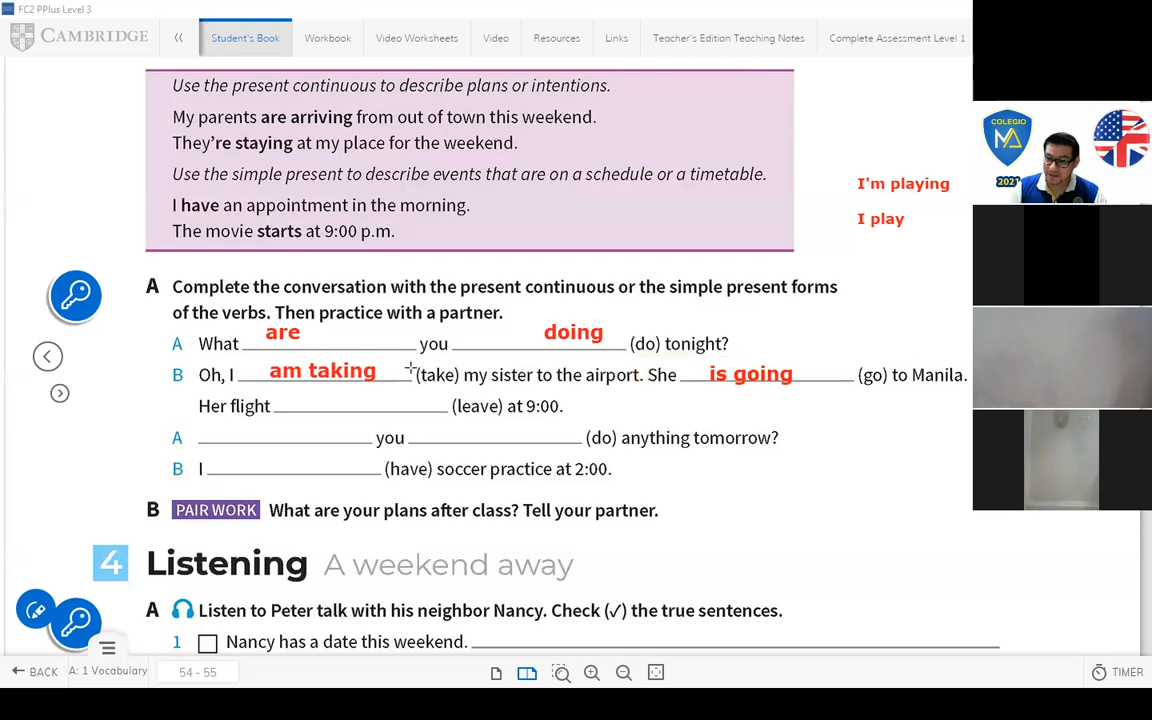 FC2 PPlus Level 3
CAMBRIDGE
Student's Book
Workbook
Video Worksheets
Video
Resources
Links
Teacher's Edition Teaching Notes
Complete Assessment Level 1
Use the present continuous to describe plans or intentions.
My parents are arriving from out of town this weekend.
They're staying at my place for the weekend.
Use the simple present to describe events that are on a schedule or a timetable.
I have an appointment in the morning.
The movie starts at 9:00 p.m.
I'm playing
I play
COLEGIO
MA
2021
A Complete the conversation with the present continuous or the simple present forms
of the verbs. Then practice with a partner.
are doing
A What ____ you ____ (do) tonight?
B Oh, I am taking (take) my sister to the airport. She is going (go) to Manila.
Her flight ____ (leave) at 9:00.
A ____ you ____ (do) anything tomorrow?
B I ____ (have) soccer practice at 2:00.
B PAIR WORK What are your plans after class? Tell your partner.
4 Listening A weekend away
A Listen to Peter talk with his neighbor Nancy. Check (✓) the true sentences.
1 Nancy has a date this weekend. ____
BACK
A: 1 Vocabulary
54 - 55
TIMER